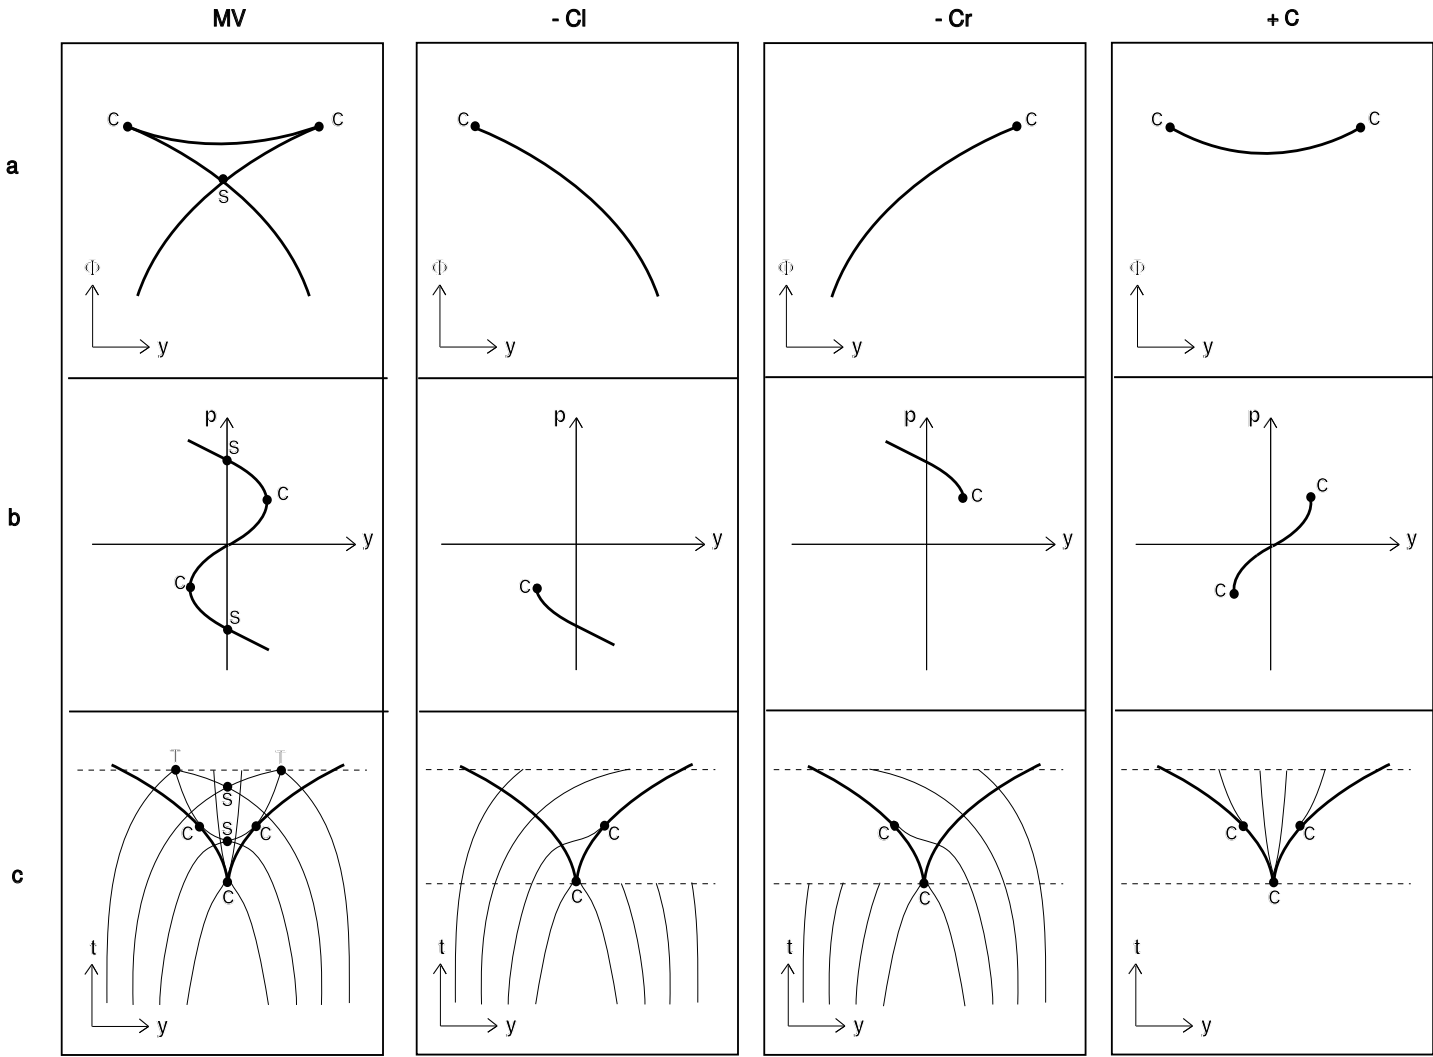 MV - Cl - Cr + C
a
C C S Φ y
C Φ y
C Φ y
C C Φ y
b
p S C y C S
p y C
p C y
p C y C
c
T T S C S C C t y
C C t y
C C t y
C C C t y